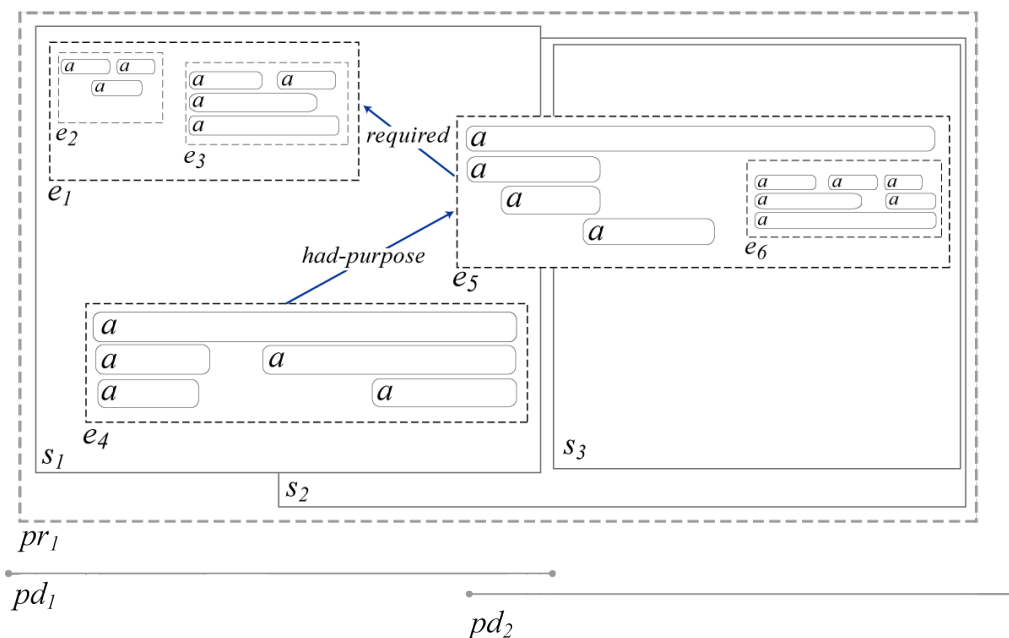 a a
a
e2
a a
a
a
e3
e1
required
a
a
a
a
a a a
a a
a
e6
e5
had-purpose
a
a a
a a
e4
s1
s2
s3
pr1
pd1
pd2